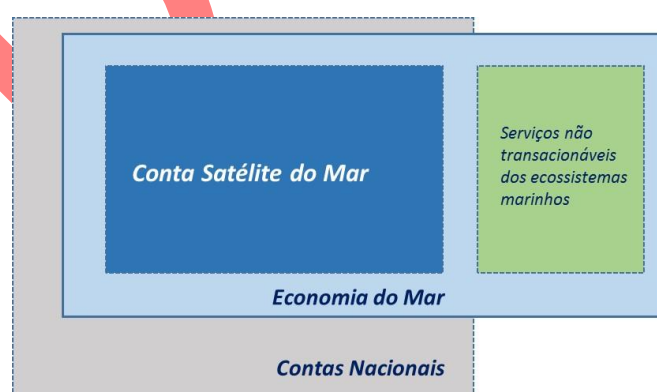 Conta Satélite do Mar
Serviços não
transacionáveis
dos ecossistemas
marinhos
Economia do Mar
Contas Nacionais